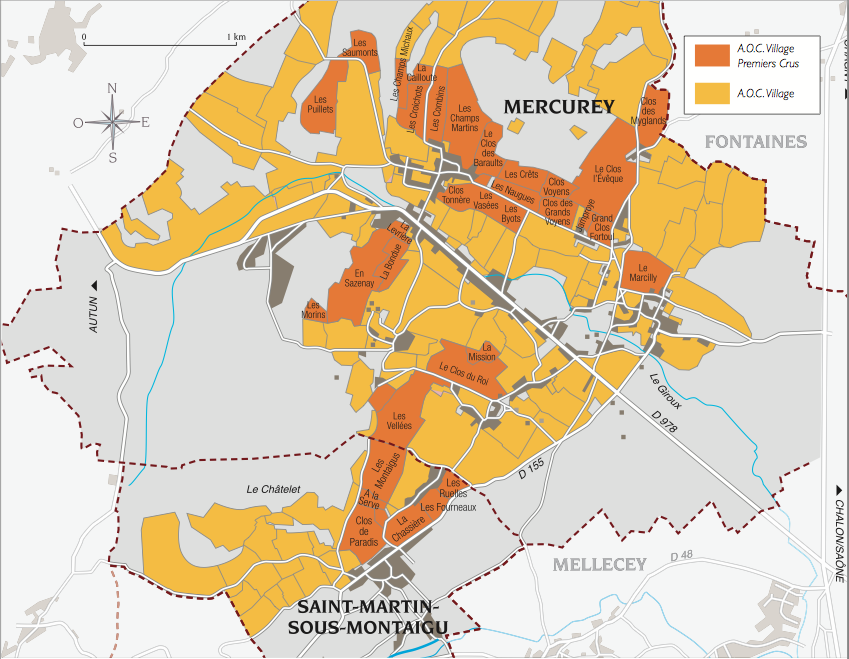 0
1 km
N
O
E
S
A.O.C. Village
Premiers Crus
A.O.C. Village
MERCUREY
FONTAINES
Les
Saumonts
Les
Puillets
Les Champs Michaux
La
Cailloute
Les Croichots
Les Combins
Les
Champs
Martins
Le
Clos
des
Baraults
Clos
des
Myglands
Les Crêts
Clos
Voyens
Le Clos
l'Evêque
Clos
Tonnère
Les
Vasées
Les Naugues
Les
Byots
Clos des
Grands
Voyens
Grand
Clos
Fortoul
La
Levrière
La Bondue
En
Sazenay
Les
Morins
Le
Marcilly
AUTUN
La
Mission
Le Clos du Roi
Les
Vellées
Le Giroux
D 978
D 155
Les
Montaigus
A la
Serve
Clos
de
Paradis
La
Chassière
Les
Ruelles
Les Fourneaux
Le Châtelet
CHALON/SAÔNE
MELLECEY
D 48
SAINT-MARTIN-
SOUS-MONTAIGU